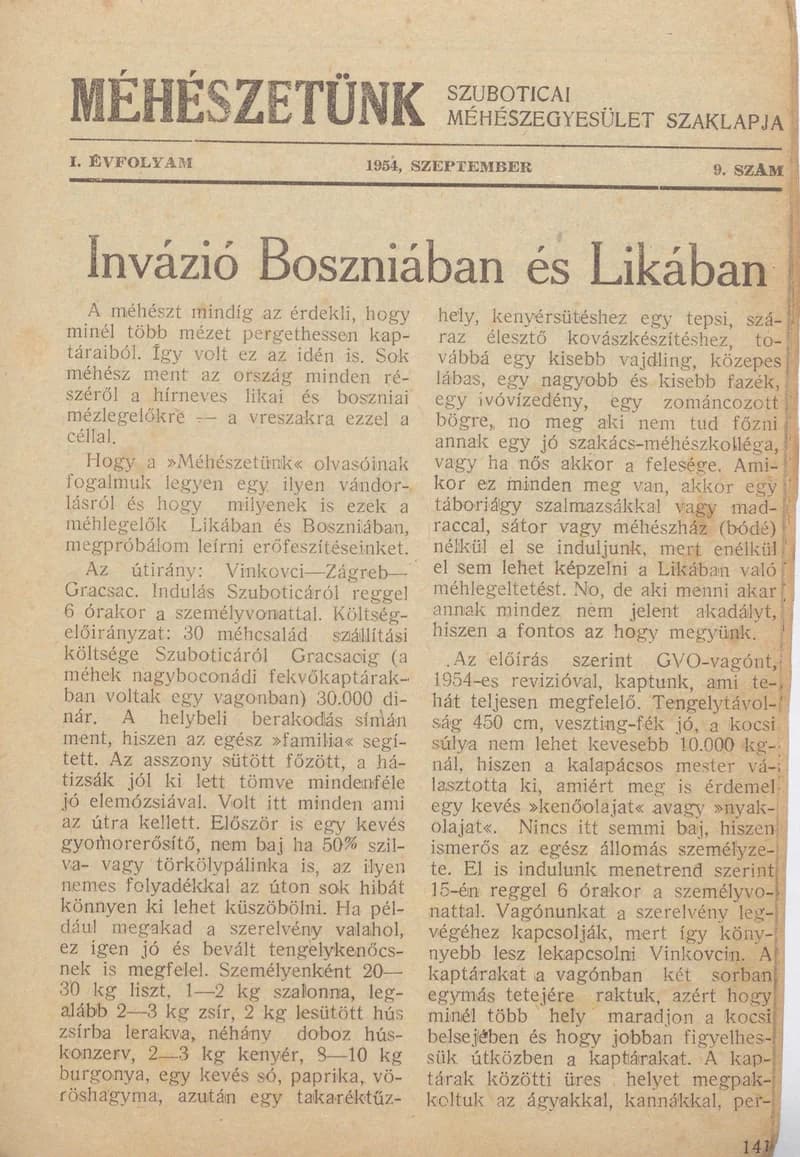 MÉHÉSZETÜNK
SZUBOTICAI
MÉHÉSZEGYESÜLET SZAKLAPJA
I. ÉVFOLYAM 1954, SZEPTEMBER 9. SZÁM
Invázió Boszniában és Likában
A méhészt mindíg az érdekli, hogy
minél több mézet pergethessen kap-
táraiból. Így volt ez az idén is. Sok
méhész ment az ország minden ré-
széről a hírneves likai és boszniai
mézlegelőkre — a vreszakra ezzel a
céllal.
Hogy a »Méhészetünk« olvasóinak
fogalmuk legyen egy ilyen vándor-
lásról és hogy milyenek is ezek a
méhlegelők Likában és Boszniában,
megpróbálom leírni erőfeszítéseinket.
Az útirány: Vinkovci—Zágreb—
Gracsac. Indulás Szuboticáról reggel
6 órakor a személyvonattal. Költség-
előirányzat: 30 méhcsalád szállítási
költsége Szuboticáról Gracsacig (a
méhek nagyboconádi fekvőkaptárak-
ban voltak egy vagonban) 30.000 di-
nár. A helybeli berakodás simán
ment, hiszen az egész »familia« segí-
tett. Az asszony sütött főzött, a há-
tizsák jól ki lett tömve mindenféle
jó elemózsiával. Volt itt minden ami
az útra kellett. Először is egy kevés
gyomorerősítő, nem baj ha 50% szil-
va- vagy törkölypálinka is, az ilyen
nemes folyadékkal az úton sok hibát
könnyen ki lehet küszöbölni. Ha pél-
dául megakad a szerelvény valahol,
ez igen jó és bevált tengelykenőcs-
nek is megfelel. Személyenként 20—
30 kg liszt, 1—2 kg szalonna, leg-
alább 2—3 kg zsír, 2 kg lesütött hús
zsírba lerakva, néhány doboz hús-
konzerv, 2—3 kg kenyér, 8—10 kg
burgonya, egy kevés só, paprika, vö-
röshagyma, azután egy takaréktűz-
hely, kenyérsütéshez egy tepsi, szá-
raz élesztő kovászkészítéshez, to-
vábbá egy kisebb vajdling, közepes
lábas, egy nagyobb és kisebb fazék,
egy ivóvízedény, egy zománcozott
bögre, no meg aki nem tud főzni
annak egy jó szakács-méhészkolléga,
vagy ha nős akkor a felesége. Ami-
kor ez minden meg van, akkor egy
táboriágy szalmazsákkal vagy mad-
raccal, sátor vagy méhészház (bódé)
nélkül el se induljunk, mert enélkül
el sem lehet képzelni a Likában való
méhlegeltetést. No, de aki menni akar
annak mindez nem jelent akadályt,
hiszen a fontos az hogy megyünk.
Az előírás szerint GVO-vagónt,
1954-es revizióval, kaptunk, ami te-
hát teljesen megfelelő. Tengelytávol-
ság 450 cm, veszting-fék jó, a kocsi
súlya nem lehet kevesebb 10.000 kg-
nál, hiszen a kalapácsos mester vá-
lasztotta ki, amiért meg is érdemel
egy kevés »kenőolajat« avagy »nyak-
olajat«. Nincs itt semmi baj, hiszen
ismerős az egész állomás személyze-
te. El is indulunk menetrend szerint
15-én reggel 6 órakor a személyvo-
nattal. Vagónunkat a szerelvény leg-
végéhez kapcsolják, mert így köny-
nyebb lesz lekapcsolni Vinkovcin. A
kaptárakat a vagónban két sorban
egymás tetejére raktuk, azért hogy
minél több hely maradjon a kocsi
belsejében és hogy jobban figyelhes-
sük útközben a kaptárakat. A kap-
tárak közötti üres helyet megpak-
koltuk az ágyakkal, kannákkal, per-
141